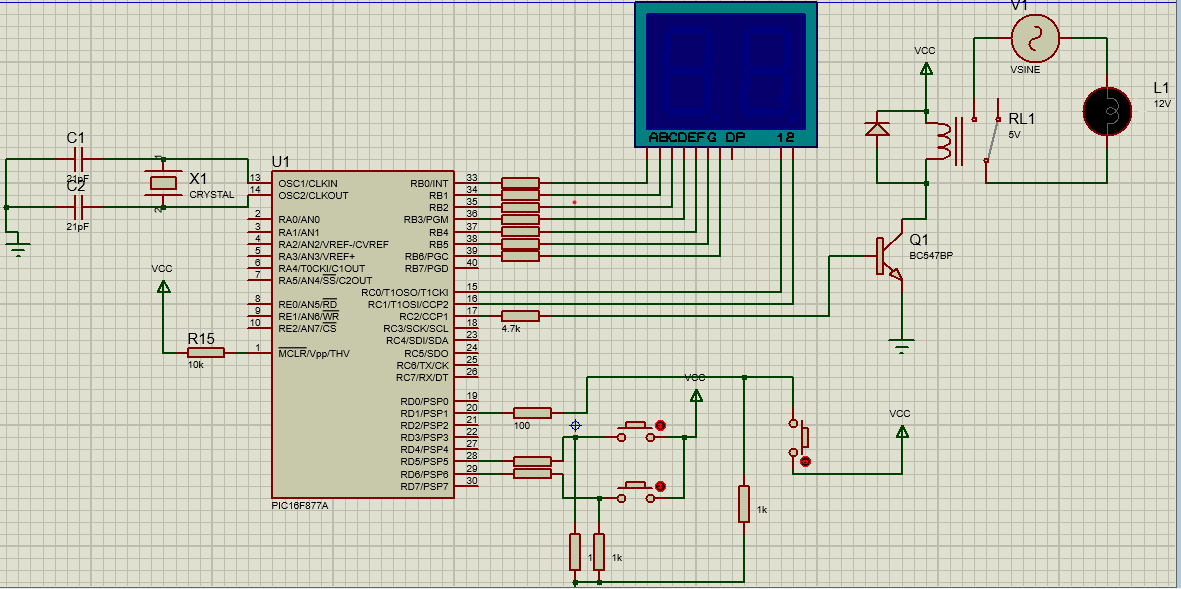 V1
VSINE
VCC
L1
12V
RL1
5V
ABCDEFG DP 12
C1
21pF
C2
21pF
X1
CRYSTAL
1
2
U1
13 OSC1/CLKIN
14 OSC2/CLKOUT
2 RA0/AN0
3 RA1/AN1
4 RA2/AN2/VREF-/CVREF
5 RA3/AN3/VREF+
6 RA4/T0CKI/C1OUT
7 RA5/AN4/SS/C2OUT
8 RE0/AN5/RD
9 RE1/AN6/WR
10 RE2/AN7/CS
1 MCLR/Vpp/THV
RB0/INT 33
RB1 34
RB2 35
RB3/PGM 36
RB4 37
RB5 38
RB6/PGC 39
RB7/PGD 40
RC0/T1OSO/T1CKI 15
RC1/T1OSI/CCP2 16
RC2/CCP1 17
RC3/SCK/SCL 18
RC4/SDI/SDA 23
RC5/SDO 24
RC6/TX/CK 25
RC7/RX/DT 26
RD0/PSP0 19
RD1/PSP1 20
RD2/PSP2 21
RD3/PSP3 22
RD4/PSP4 27
RD5/PSP5 28
RD6/PSP6 29
RD7/PSP7 30
PIC16F877A
VCC
R15
10k
4.7k
Q1
BC547BP
100
VCC
VCC
1k
1
1k